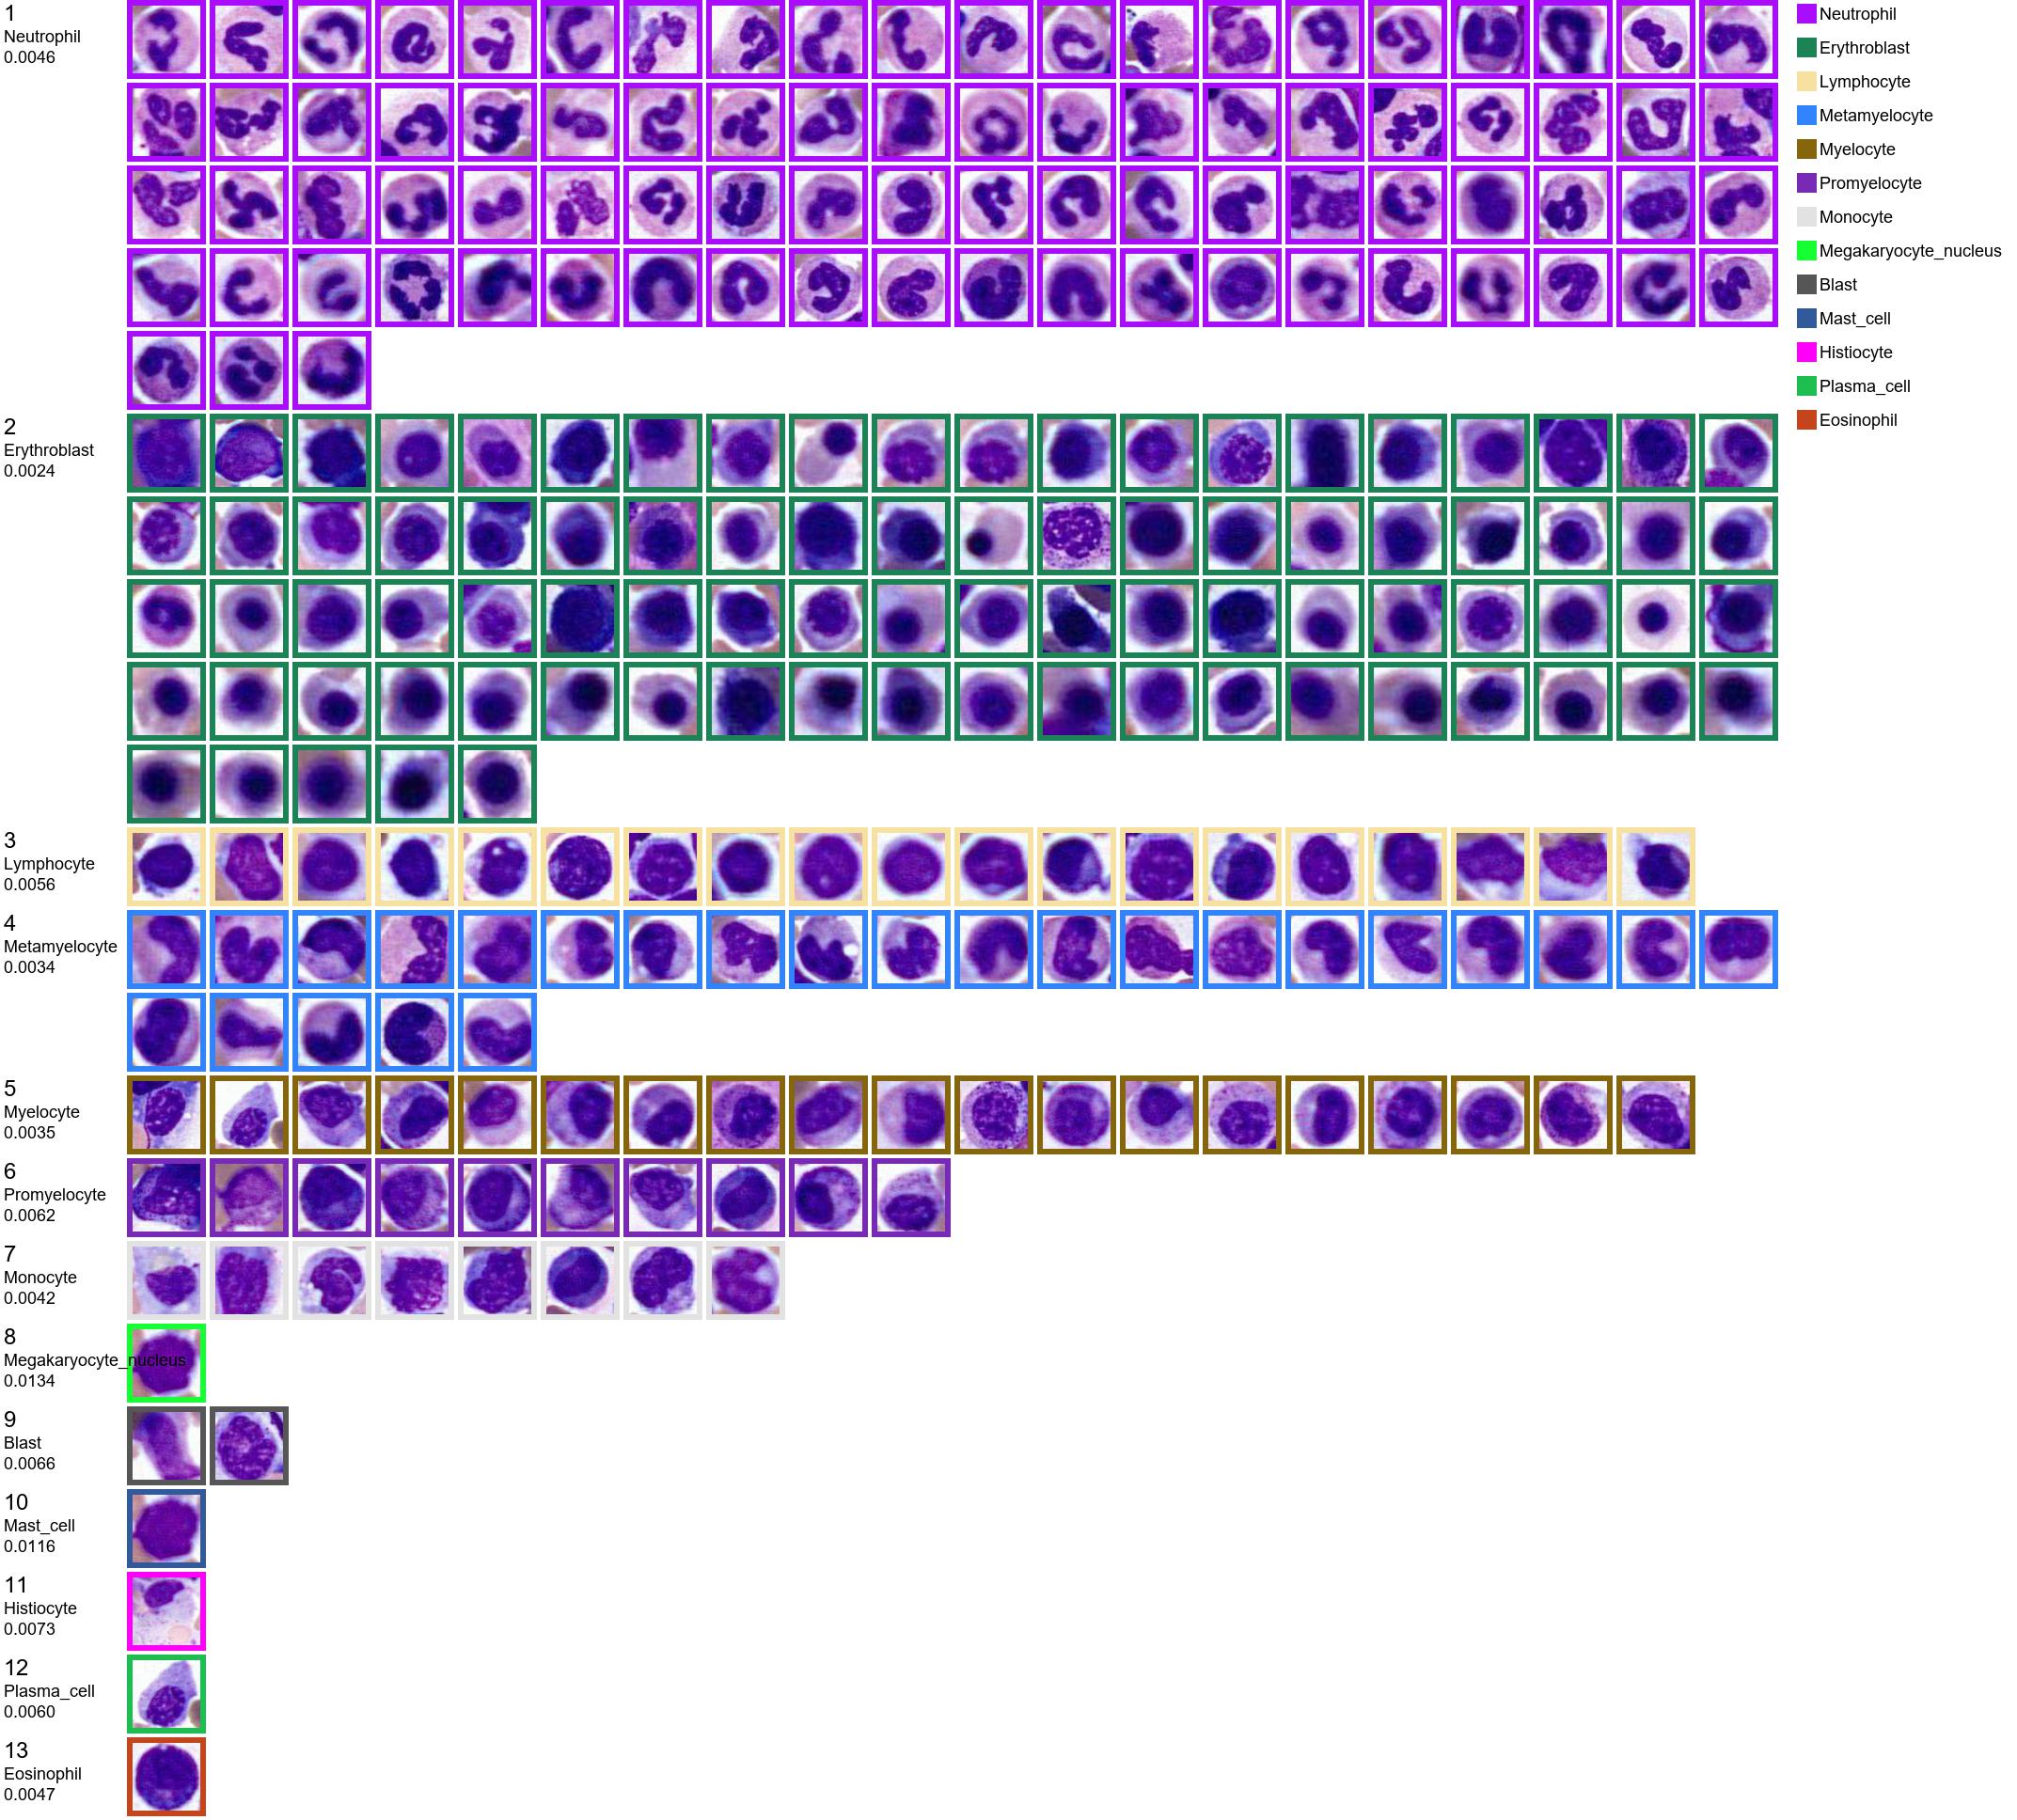 1
Neutrophil
0.0046
2
Erythroblast
0.0024
3
Lymphocyte
0.0056
4
Metamyelocyte
0.0034
5
Myelocyte
0.0035
6
Promyelocyte
0.0062
7
Monocyte
0.0042
8
Megakaryocyte_nucleus
0.0134
9
Blast
0.0066
10
Mast_cell
0.0116
11
Histiocyte
0.0073
12
Plasma_cell
0.0060
13
Eosinophil
0.0047
Neutrophil
Erythroblast
Lymphocyte
Metamyelocyte
Myelocyte
Promyelocyte
Monocyte
Megakaryocyte_nucleus
Blast
Mast_cell
Histiocyte
Plasma_cell
Eosinophil